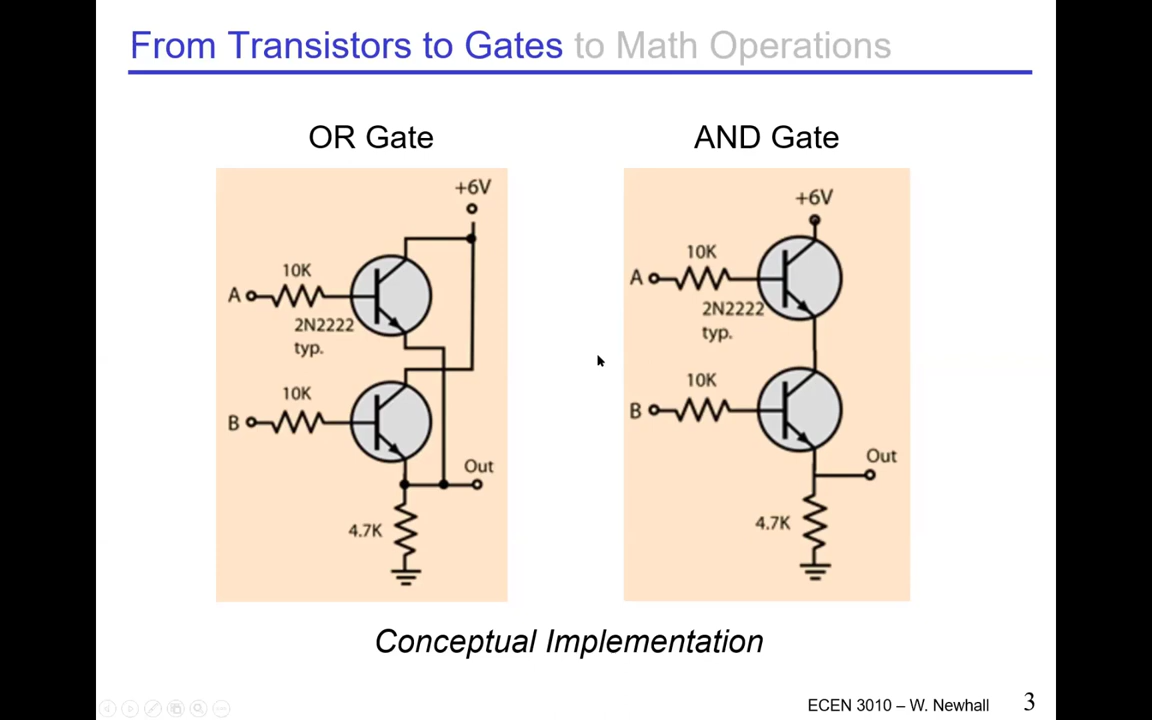 From Transistors to Gates to Math Operations
OR Gate
+6V
10K
A
2N2222
typ.
10K
B
Out
4.7K
AND Gate
+6V
10K
A
2N2222
typ.
10K
B
Out
4.7K
Conceptual Implementation
ECEN 3010 – W. Newhall 3